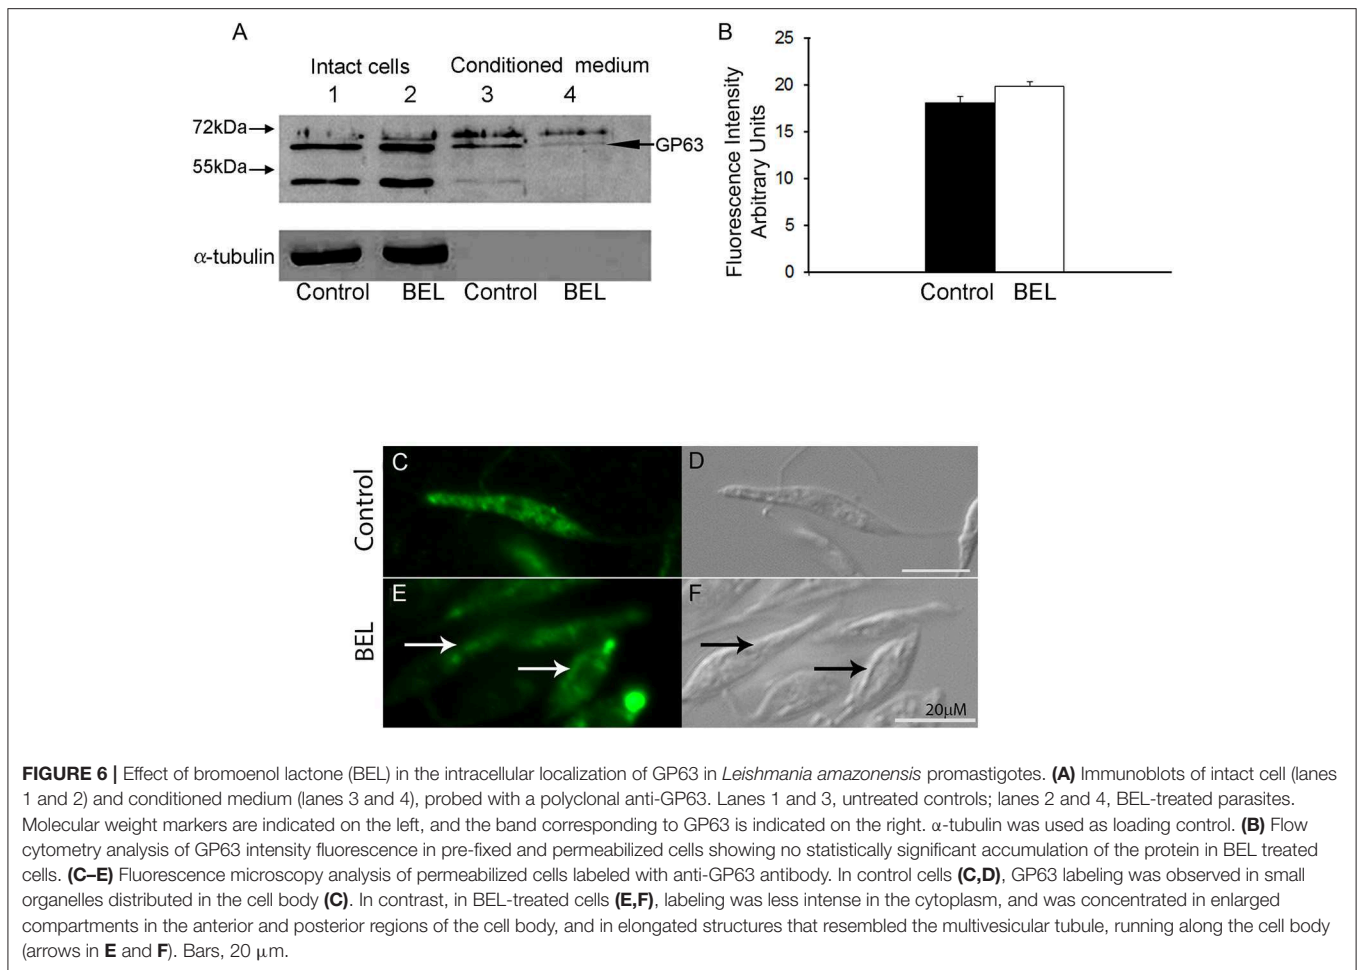 A
Intact cells Conditioned medium
1 2 3 4
72kDa
GP63
55kDa
α-tubulin
Control BEL Control BEL
B
Fluorescence Intensity
Arbitrary Units
25
20
15
10
5
0
Control BEL
Control
C
D
BEL
E
F
20µM
FIGURE 6 | Effect of bromoenol lactone (BEL) in the intracellular localization of GP63 in Leishmania amazonensis promastigotes. (A) Immunoblots of intact cell (lanes
1 and 2) and conditioned medium (lanes 3 and 4), probed with a polyclonal anti-GP63. Lanes 1 and 3, untreated controls; lanes 2 and 4, BEL-treated parasites.
Molecular weight markers are indicated on the left, and the band corresponding to GP63 is indicated on the right. α-tubulin was used as loading control. (B) Flow
cytometry analysis of GP63 intensity fluorescence in pre-fixed and permeabilized cells showing no statistically significant accumulation of the protein in BEL treated
cells. (C–E) Fluorescence microscopy analysis of permeabilized cells labeled with anti-GP63 antibody. In control cells (C,D), GP63 labeling was observed in small
organelles distributed in the cell body (C). In contrast, in BEL-treated cells (E,F), labeling was less intense in the cytoplasm, and was concentrated in enlarged
compartments in the anterior and posterior regions of the cell body, and in elongated structures that resembled the multivesicular tubule, running along the cell body
(arrows in E and F). Bars, 20 µm.